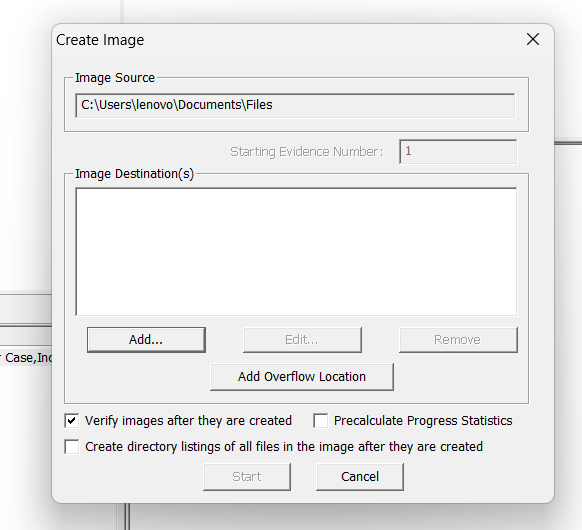 Create Image
Image Source
C:\Users\lenovo\Documents\Files
Starting Evidence Number: 1
Image Destination(s)
Add... Edit... Remove
Case,
Add Overflow Location
Verify images after they are created Precalculate Progress Statistics
Create directory listings of all files in the image after they are created
Start Cancel